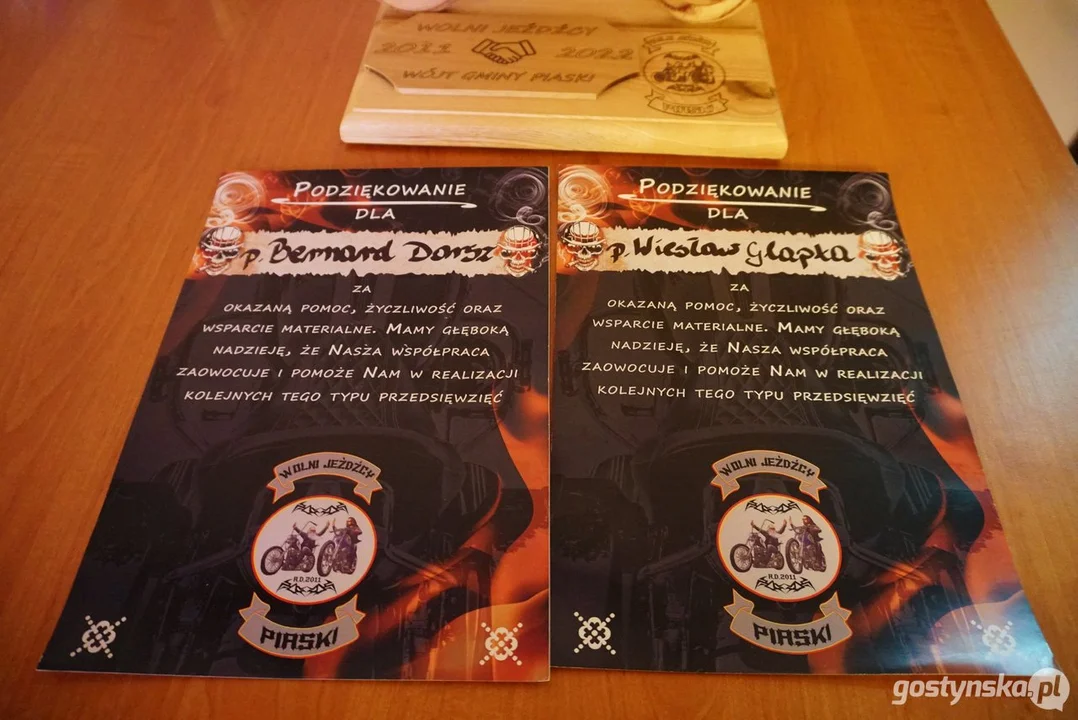 WOLNI JEŹDŹCY
2011 2022
WÓJT GMINY PIASKI
PODZIĘKOWANIE
DLA
p. Bernard Dorsz
ZA
OKAZANĄ POMOC, ŻYCZLIWOŚĆ ORAZ
WSPARCIE MATERIALNE. MAMY GŁĘBOKĄ
NADZIEJĘ, ŻE NASZA WSPÓŁPRACA
ZAOWOCUJE I POMOŻE NAM W REALIZACJI
KOLEJNYCH TEGO TYPU PRZEDSIĘWZIĘĆ
WOLNI JEŹDŹCY
R.D.2011
PIASKI
PODZIĘKOWANIE
DLA
p. Wiesław Glapka
ZA
OKAZANĄ POMOC, ŻYCZLIWOŚĆ ORAZ
WSPARCIE MATERIALNE. MAMY GŁĘBOKĄ
NADZIEJĘ, ŻE NASZA WSPÓŁPRACA
ZAOWOCUJE I POMOŻE NAM W REALIZACJI
KOLEJNYCH TEGO TYPU PRZEDSIĘWZIĘĆ
WOLNI JEŹDŹCY
R.D.2011
PIASKI
gostynska.pl